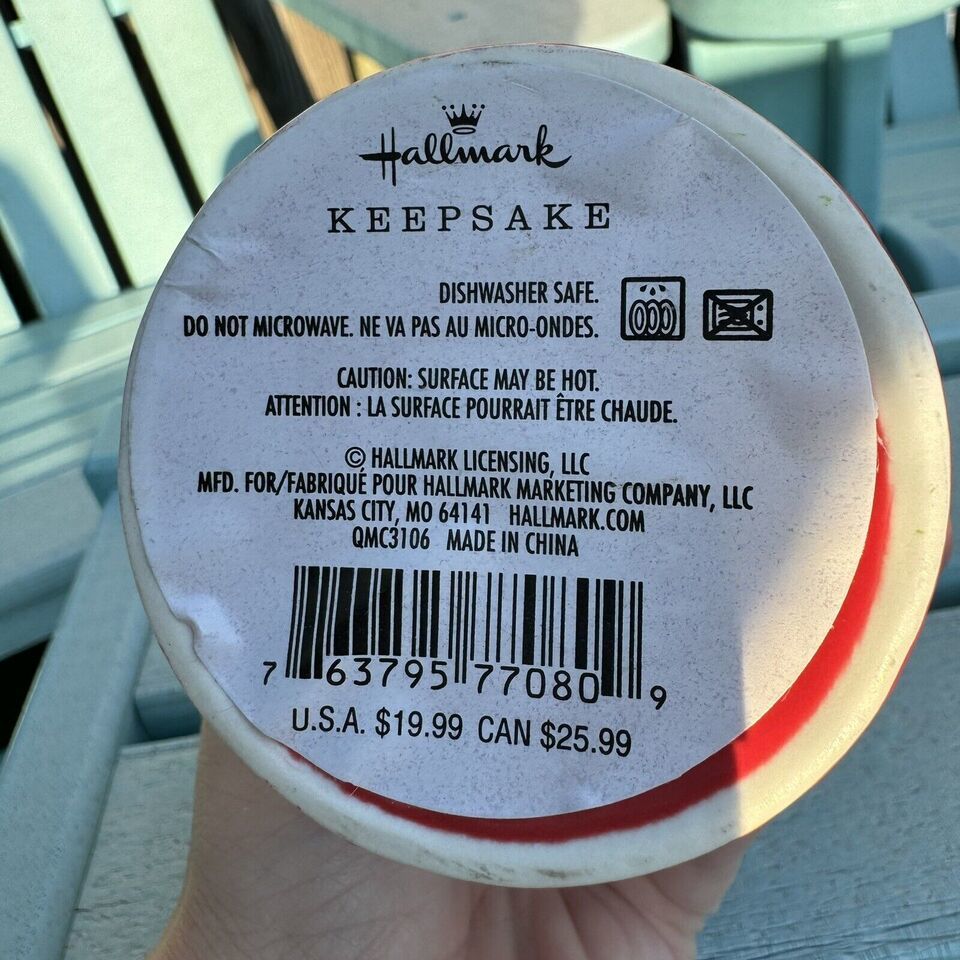 Hallmark
KEEPSAKE
DISHWASHER SAFE.
DO NOT MICROWAVE. NE VA PAS AU MICRO-ONDES.
CAUTION: SURFACE MAY BE HOT.
ATTENTION : LA SURFACE POURRAIT ÊTRE CHAUDE.
© HALLMARK LICENSING, LLC
MFD. FOR/FABRIQUÉ POUR HALLMARK MARKETING COMPANY, LLC
KANSAS CITY, MO 64141 HALLMARK.COM
QMC3106 MADE IN CHINA
7 63795 77080 9
U.S.A. $19.99 CAN $25.99